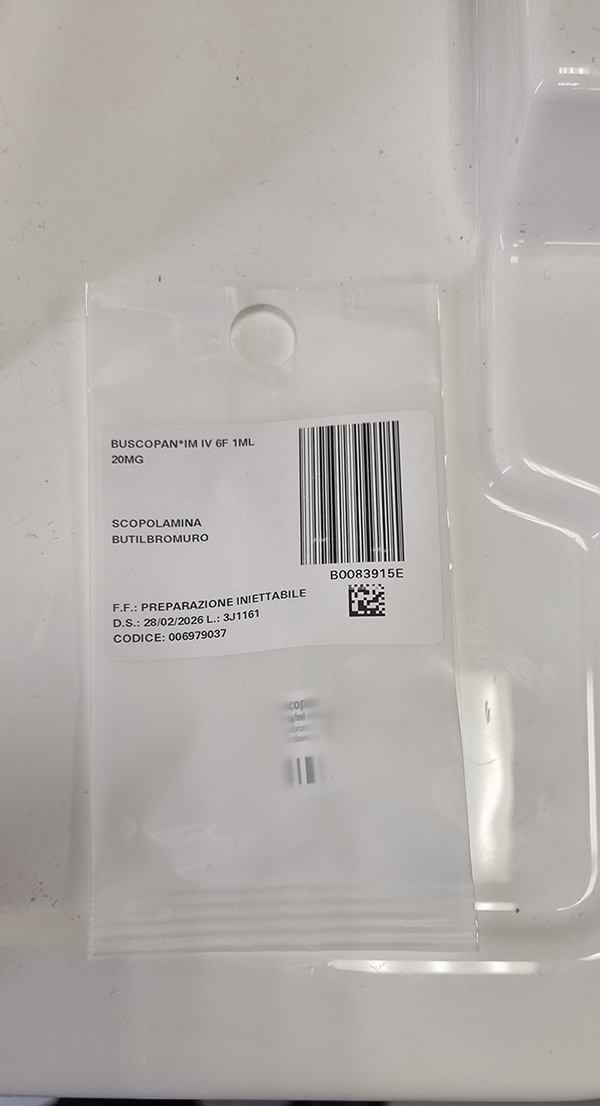 BUSCOPAN*IM IV 6F 1ML
20MG
SCOPOLAMINA
BUTILBROMURO
B0083915E
F.F.: PREPARAZIONE INIETTABILE
D.S.: 28/02/2026 L.: 3J1161
CODICE: 006979037